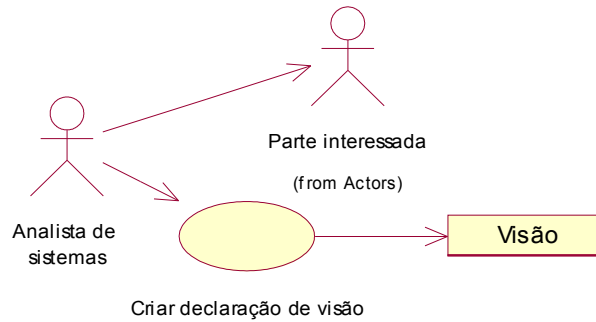 Parte interessada
(from Actors)
Analista de
sistemas
Visão
Criar declaração de visão